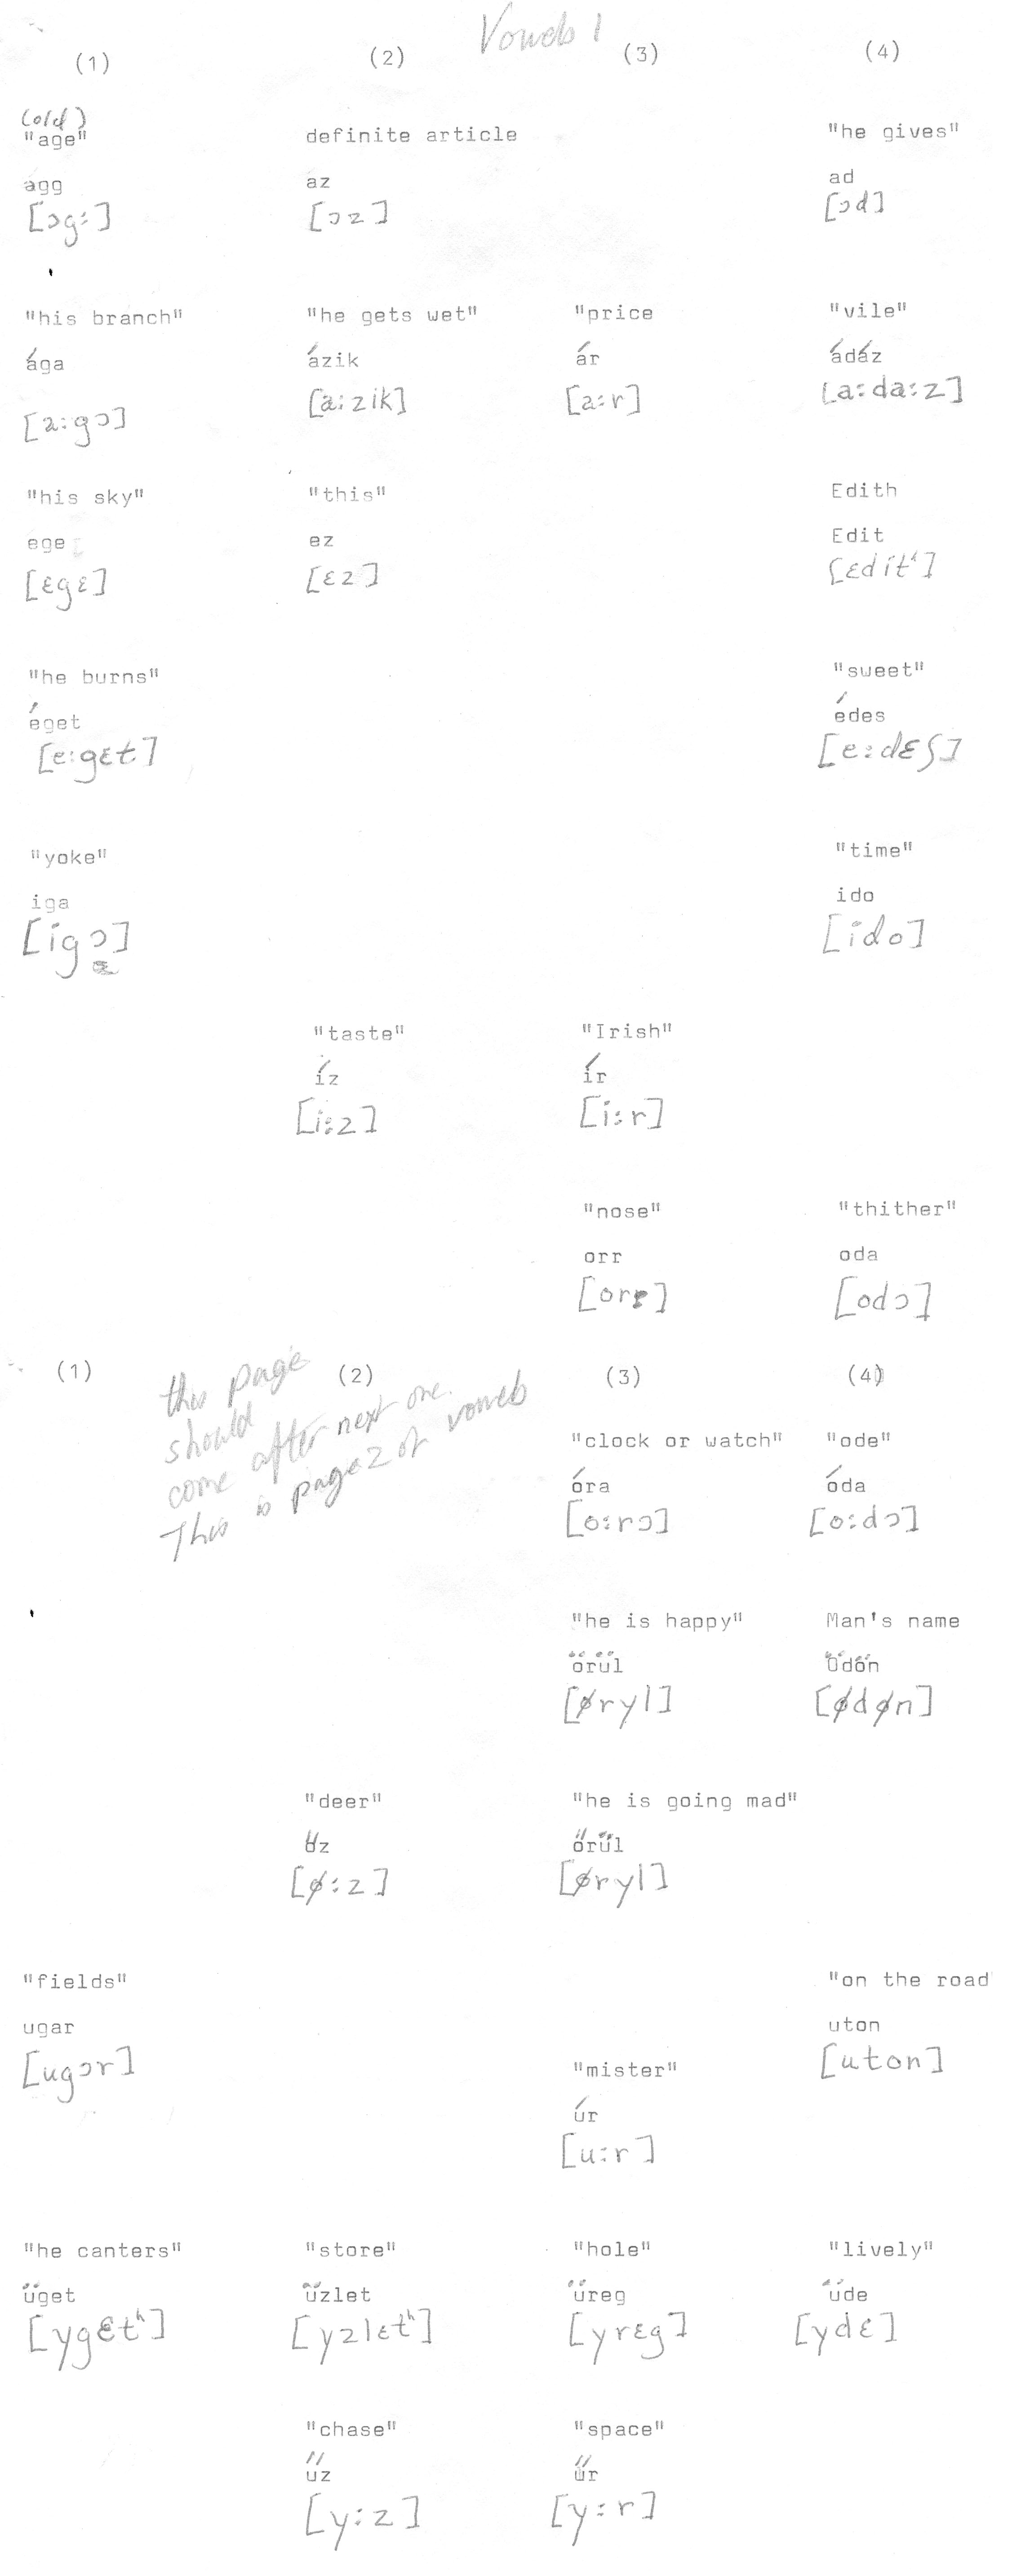 Vowels 1
(1) (2) (3) (4)
(old)
"age" definite article "he gives"
agg az ad
[ɔg:] [ɔz] [ɔd]
"his branch" "he gets wet" "price "vile"
ága ázik ár ádáz
[a:gɔ] [a:zik] [a:r] [a:da:z]
"his sky" "this" Edith
ege ez Edit
[ɛgɛ] [ɛz] [ɛditʰ]
"he burns" "sweet"
éget édes
[e:gɛt] [e:dɛʃ]
"yoke" "time"
iga ido
[igɔ] [ido]
"taste" "Irish"
íz ír
[i:z] [i:r]
"nose" "thither"
orr oda
[orr] [odɔ]
(1) (2) (3) (4)
this page
should
come after next one.
This is page 2 of vowels
"clock or watch" "ode"
óra óda
[o:rɔ] [o:dɔ]
"he is happy" Man's name
örül Ödön
[øryl] [ødøn]
"deer" "he is going mad"
őz őrül
[ø:z] [øryl]
"fields" "on the road
ugar uton
[ugɔr] [uton]
"mister"
úr
[u:r]
"he canters" "store" "hole" "lively"
üget üzlet üreg üde
[ygɛtʰ] [yzlɛtʰ] [yrɛg] [ydɛ]
"chase" "space"
űz űr
[y:z] [y:r]